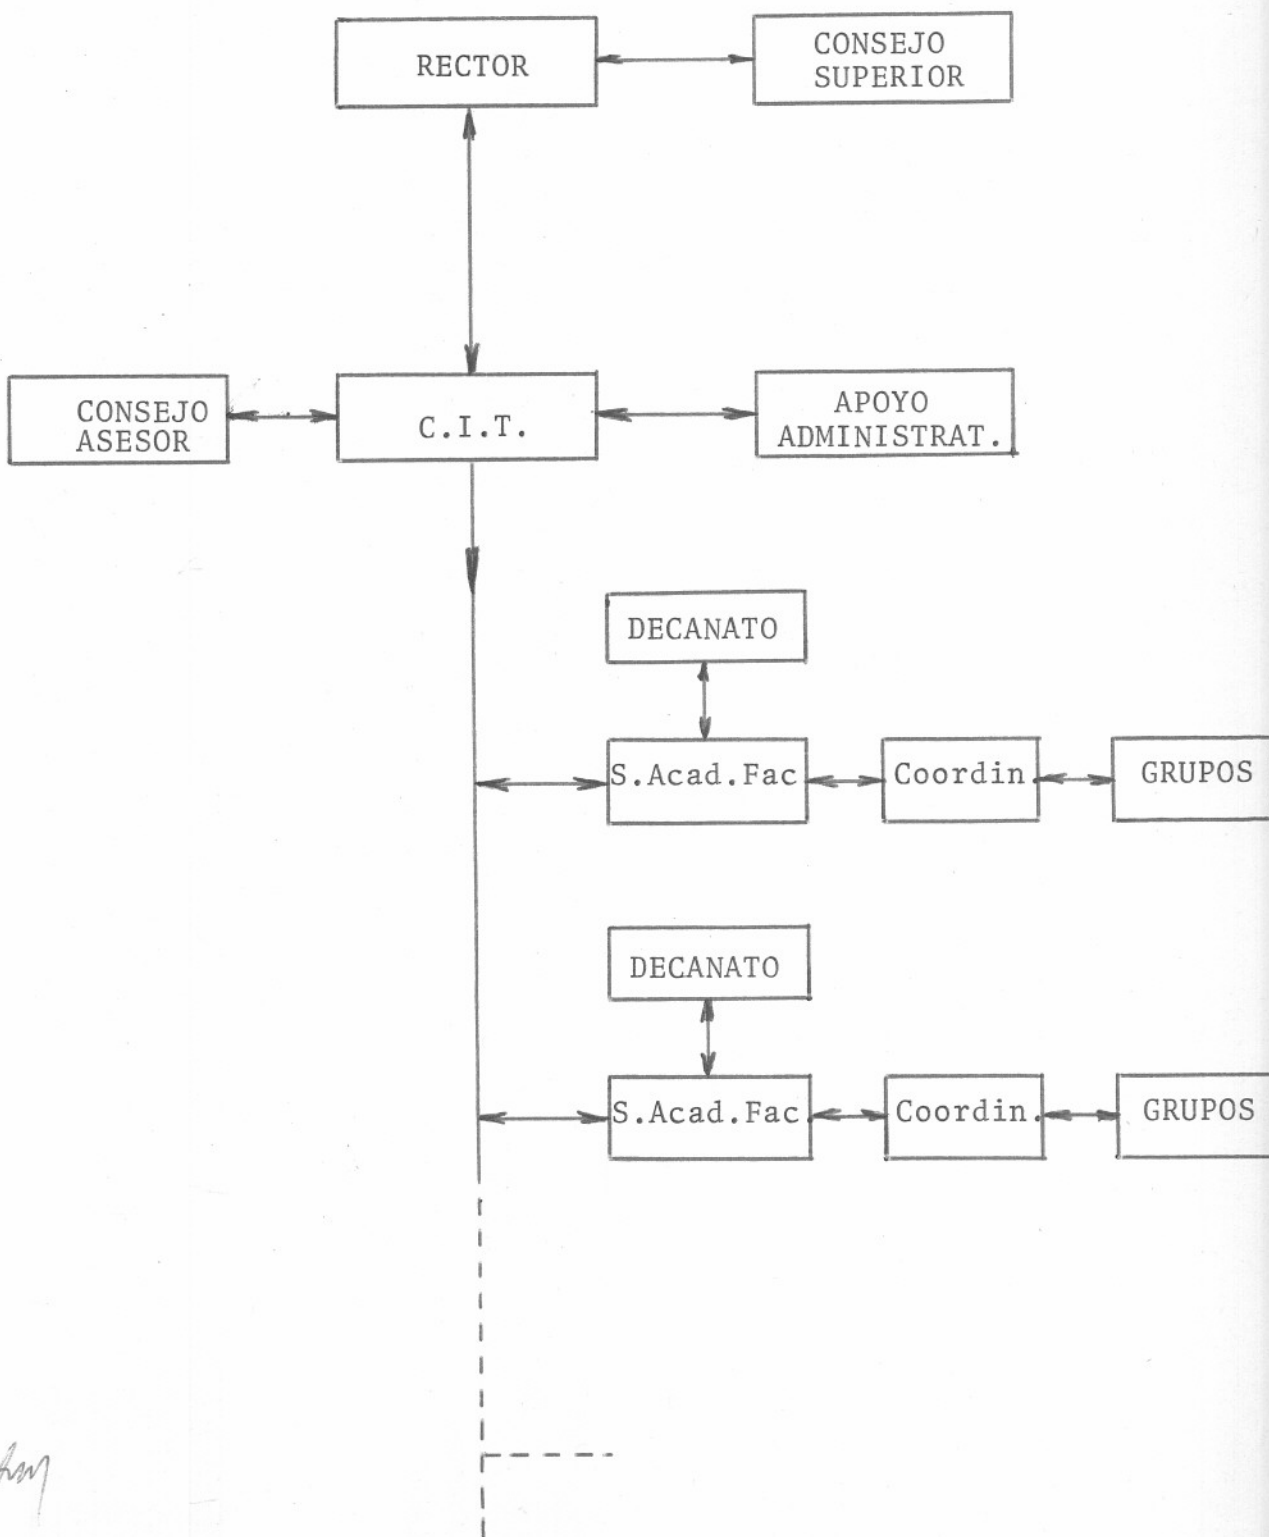 RECTOR
CONSEJO
SUPERIOR
CONSEJO
ASESOR
C.I.T.
APOYO
ADMINISTRAT.
DECANATO
S.Acad.Fac
Coordin.
GRUPOS
DECANATO
S.Acad.Fac.
Coordin.
GRUPOS